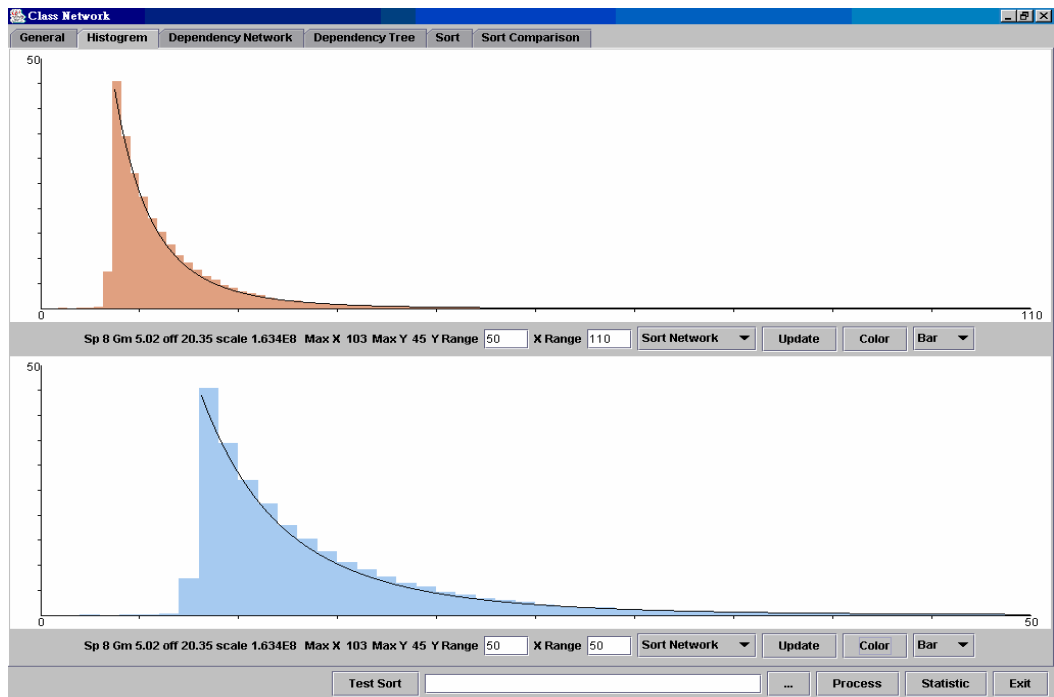 Class Network
General Histogrem Dependency Network Dependency Tree Sort Sort Comparison
50
0 110
Sp 8 Gm 5.02 off 20.35 scale 1.634E8 Max X 103 Max Y 45 Y Range 50 X Range 110 Sort Network Update Color Bar
50
0 50
Sp 8 Gm 5.02 off 20.35 scale 1.634E8 Max X 103 Max Y 45 Y Range 50 X Range 50 Sort Network Update Color Bar
Test Sort ... Process Statistic Exit